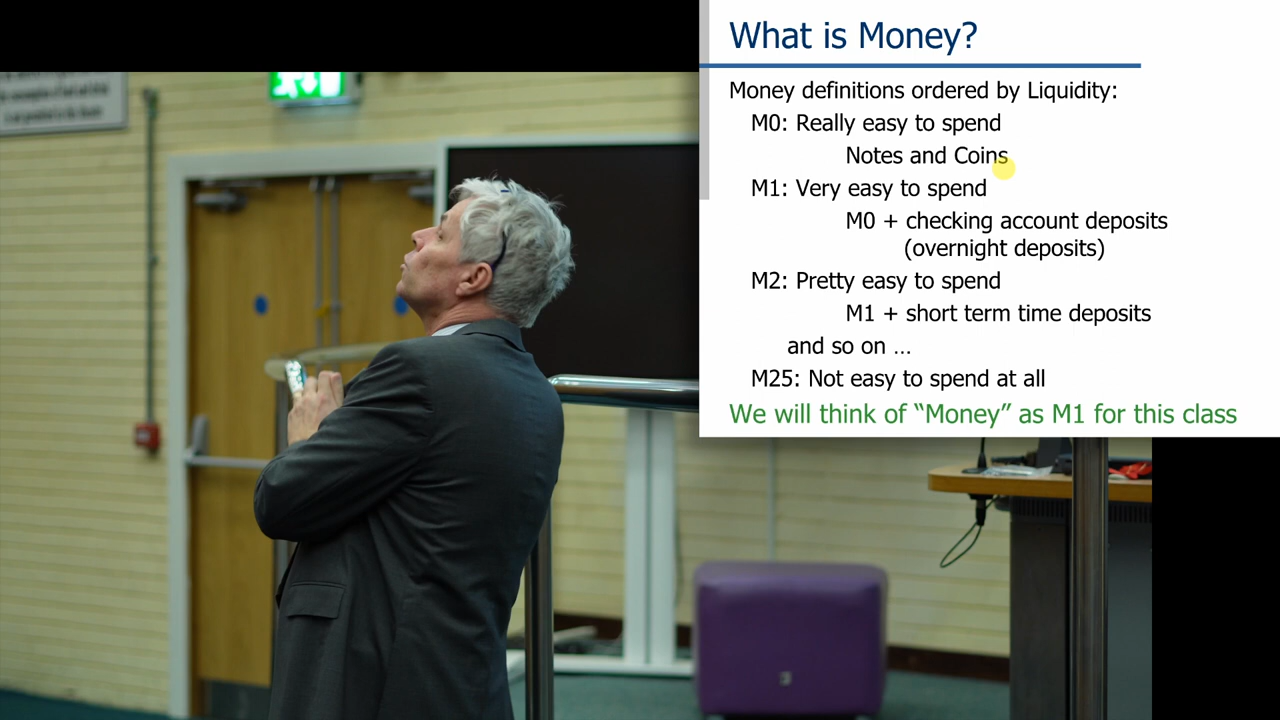 What is Money?
Money definitions ordered by Liquidity:
M0: Really easy to spend
Notes and Coins
M1: Very easy to spend
M0 + checking account deposits
(overnight deposits)
M2: Pretty easy to spend
M1 + short term time deposits
and so on …
M25: Not easy to spend at all
We will think of “Money” as M1 for this class